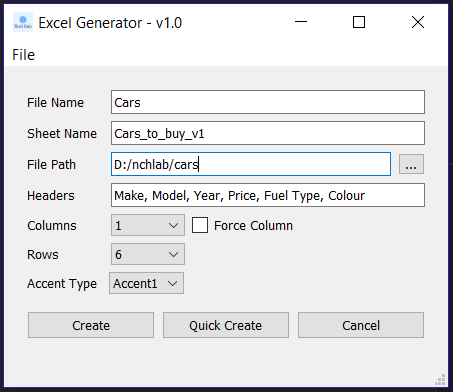 Excel Generator - v1.0
File
File Name Cars
Sheet Name Cars_to_buy_v1
File Path D:/nchlab/cars ...
Headers Make, Model, Year, Price, Fuel Type, Colour
Columns 1 Force Column
Rows 6
Accent Type Accent1
Create Quick Create Cancel